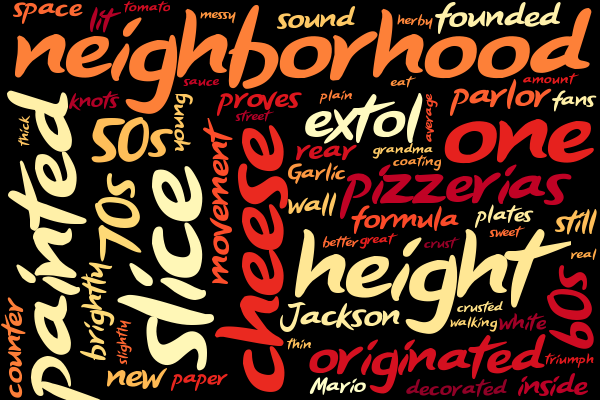 space
lit
tomato
messy
sound
herby
founded
neighborhood
sauce
eat
amount
knots
proves
plain
parlor
fans
street
thick
painted
50s
young
extol
average
one
movement
cheese
rear
grandma
coating
Garlic
pizzerias
70s
slice
wall
formula
plates
sweet
still
better
great
crust
height
real
brightly
slightly
counter
Jackson
crusted
walking
white
60s
thin
originated
triumph
new
paper
Mario
decorated
inside